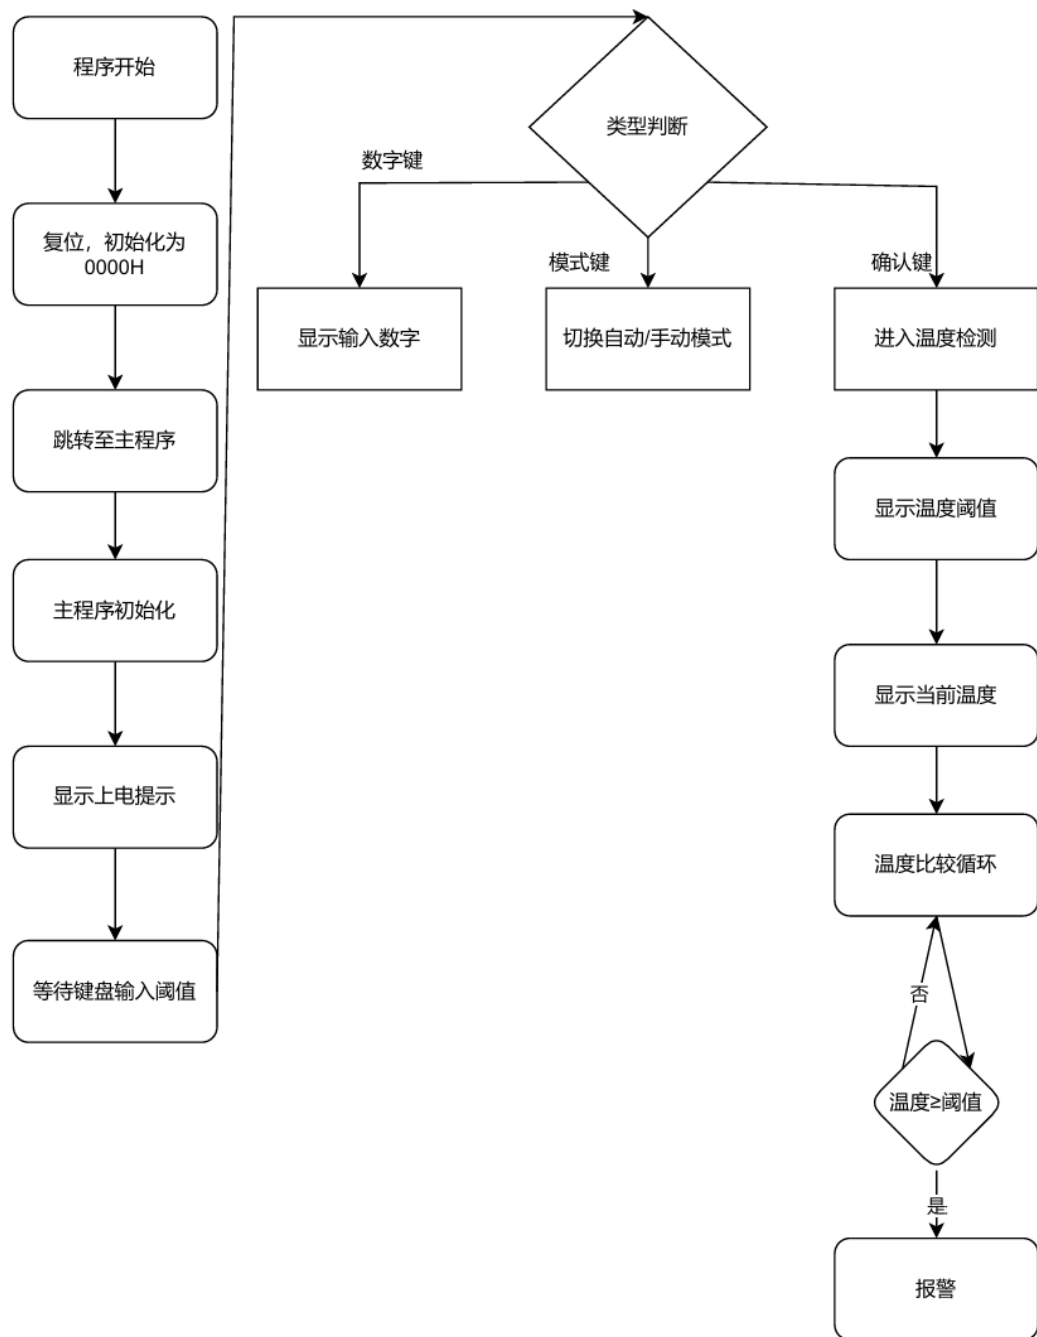 程序开始
复位，初始化为
0000H
跳转至主程序
主程序初始化
显示上电提示
等待键盘输入阈值
类型判断
数字键
模式键
确认键
显示输入数字
切换自动/手动模式
进入温度检测
显示温度阈值
显示当前温度
温度比较循环
否
温度≥阈值
是
报警